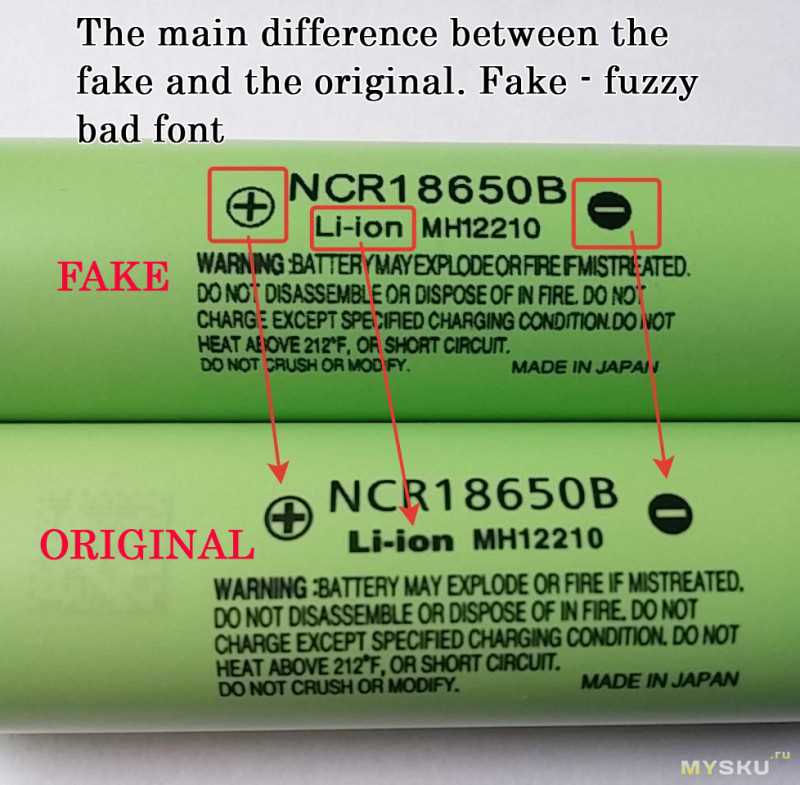 The main difference between the
fake and the original. Fake - fuzzy
bad font
NCR18650B
Li-ion MH12210
FAKE
WARNING :BATTERY MAY EXPLODE OR FIRE IF MISTREATED.
DO NOT DISASSEMBLE OR DISPOSE OF IN FIRE. DO NOT
CHARGE EXCEPT SPECIFIED CHARGING CONDITION.DO NOT
HEAT ABOVE 212°F, OR SHORT CIRCUIT.
DO NOT CRUSH OR MODIFY. MADE IN JAPAN
NCR18650B
ORIGINAL
Li-ion MH12210
WARNING :BATTERY MAY EXPLODE OR FIRE IF MISTREATED.
DO NOT DISASSEMBLE OR DISPOSE OF IN FIRE. DO NOT
CHARGE EXCEPT SPECIFIED CHARGING CONDITION. DO NOT
HEAT ABOVE 212°F, OR SHORT CIRCUIT.
DO NOT CRUSH OR MODIFY. MADE IN JAPAN
MYSKU.ru